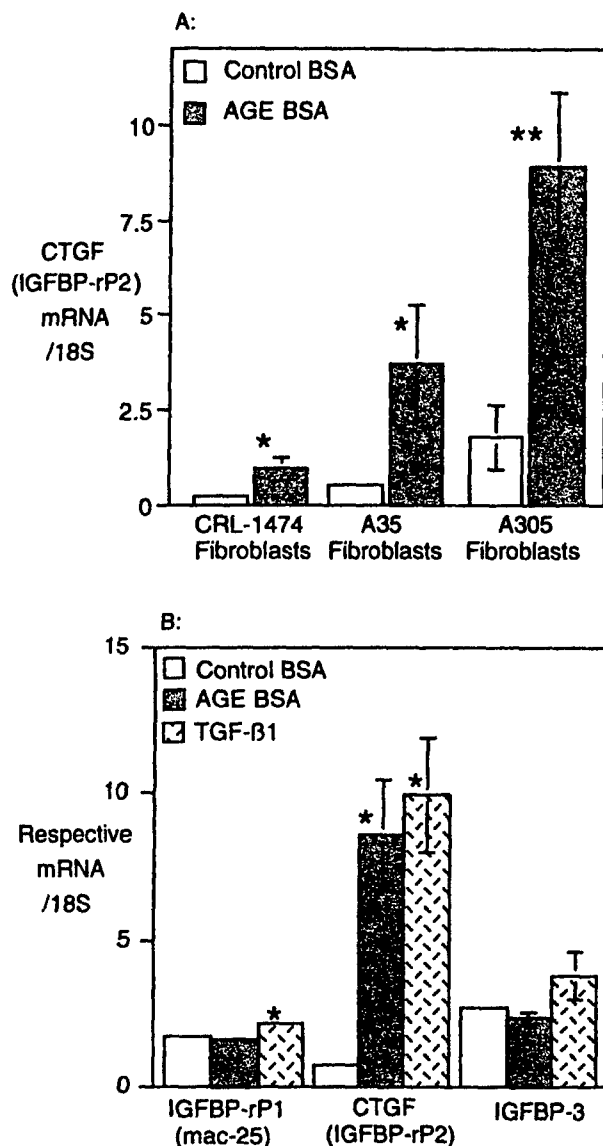 A:
Control BSA
AGE BSA
10
7.5
5
2.5
0
CTGF
(IGFBP-rP2)
mRNA
/18S
*
*
**
CRL-1474
Fibroblasts
A35
Fibroblasts
A305
Fibroblasts
B:
15
10
5
0
Control BSA
AGE BSA
TGF-ß1
Respective
mRNA
/18S
*
*
*
IGFBP-rP1
(mac-25)
CTGF
(IGFBP-rP2)
IGFBP-3